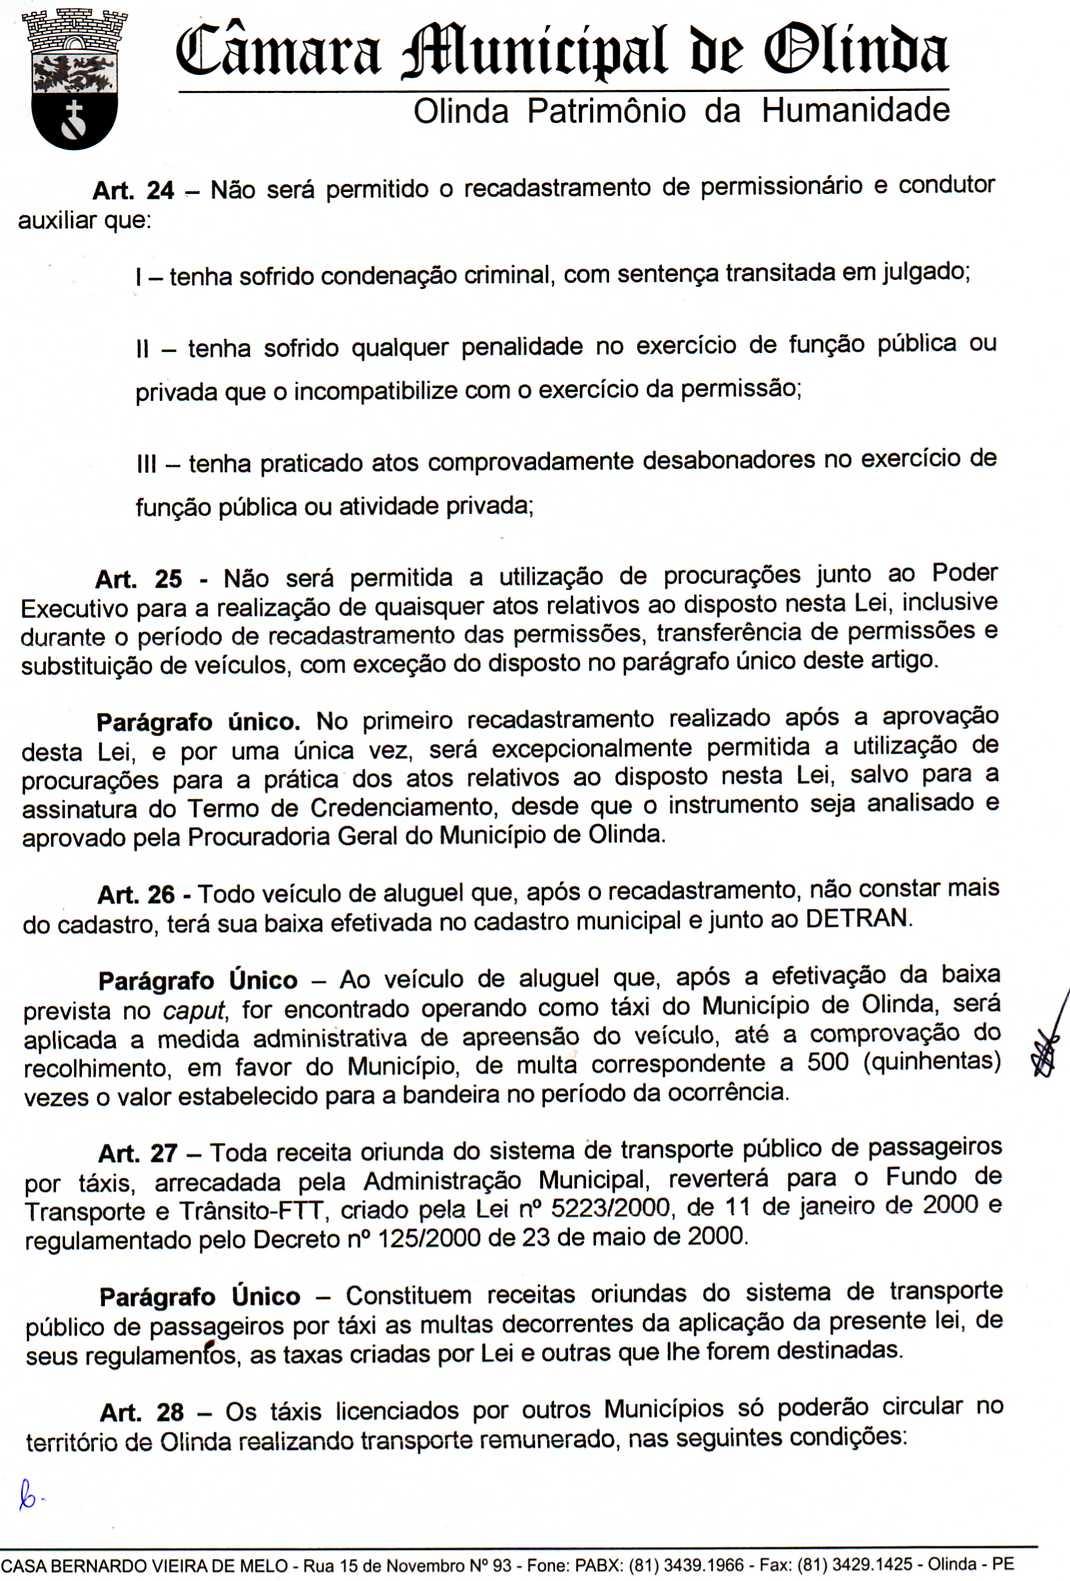 Câmara Municipal de Olinda
Olinda Patrimônio da Humanidade
Art. 24 – Não será permitido o recadastramento de permissionário e condutor
auxiliar que:
I – tenha sofrido condenação criminal, com sentença transitada em julgado;
II – tenha sofrido qualquer penalidade no exercício de função pública ou
privada que o incompatibilize com o exercício da permissão;
III – tenha praticado atos comprovadamente desabonadores no exercício de
função pública ou atividade privada;
Art. 25 - Não será permitida a utilização de procurações junto ao Poder
Executivo para a realização de quaisquer atos relativos ao disposto nesta Lei, inclusive
durante o período de recadastramento das permissões, transferência de permissões e
substituição de veículos, com exceção do disposto no parágrafo único deste artigo.
Parágrafo único. No primeiro recadastramento realizado após a aprovação
desta Lei, e por uma única vez, será excepcionalmente permitida a utilização de
procurações para a prática dos atos relativos ao disposto nesta Lei, salvo para a
assinatura do Termo de Credenciamento, desde que o instrumento seja analisado e
aprovado pela Procuradoria Geral do Município de Olinda.
Art. 26 - Todo veículo de aluguel que, após o recadastramento, não constar mais
do cadastro, terá sua baixa efetivada no cadastro municipal e junto ao DETRAN.
Parágrafo Único – Ao veículo de aluguel que, após a efetivação da baixa
prevista no caput, for encontrado operando como táxi do Município de Olinda, será
aplicada a medida administrativa de apreensão do veículo, até a comprovação do
recolhimento, em favor do Município, de multa correspondente a 500 (quinhentas)
vezes o valor estabelecido para a bandeira no período da ocorrência.
Art. 27 – Toda receita oriunda do sistema de transporte público de passageiros
por táxis, arrecadada pela Administração Municipal, reverterá para o Fundo de
Transporte e Trânsito-FTT, criado pela Lei nº 5223/2000, de 11 de janeiro de 2000 e
regulamentado pelo Decreto nº 125/2000 de 23 de maio de 2000.
Parágrafo Único – Constituem receitas oriundas do sistema de transporte
público de passageiros por táxi as multas decorrentes da aplicação da presente lei, de
seus regulamentos, as taxas criadas por Lei e outras que lhe forem destinadas.
Art. 28 – Os táxis licenciados por outros Municípios só poderão circular no
território de Olinda realizando transporte remunerado, nas seguintes condições:
CASA BERNARDO VIEIRA DE MELO - Rua 15 de Novembro Nº 93 - Fone: PABX: (81) 3439.1966 - Fax: (81) 3429.1425 - Olinda - PE